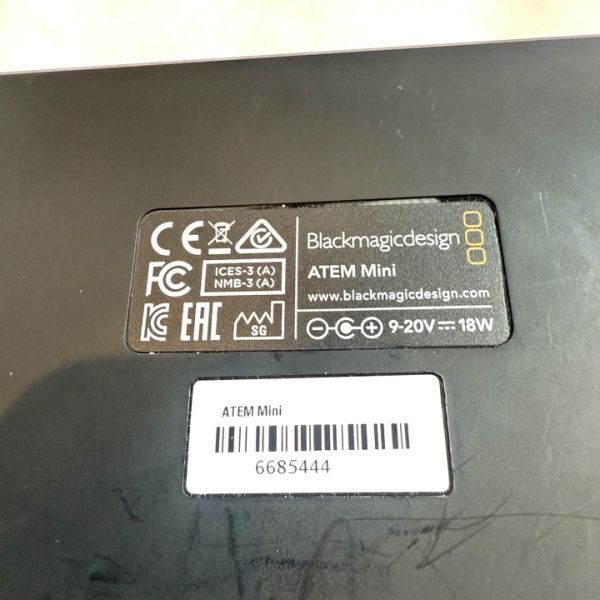 CE
FC
ICES-3 (A)
NMB-3 (A)
EAC
SG
Blackmagicdesign
ATEM Mini
www.blackmagicdesign.com
9-20V 18W
ATEM Mini
6685444